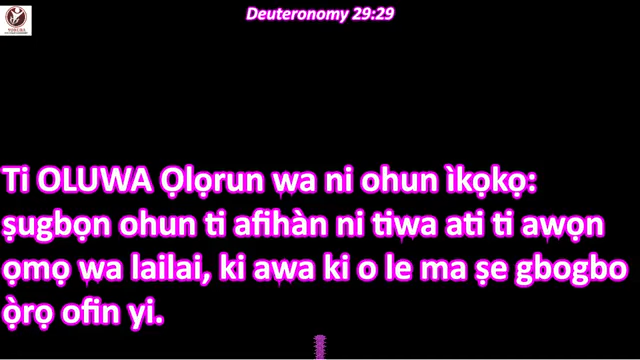 Deuteronomy 29:29
Ti OLUWA Ọlọrun wa ni ohun ìkọkọ:
ṣugbọn ohun ti afihàn ni tiwa ati ti awọn
ọmọ wa lailai, ki awa ki o le ma ṣe gbogbo
ọ̀rọ ofin yi.